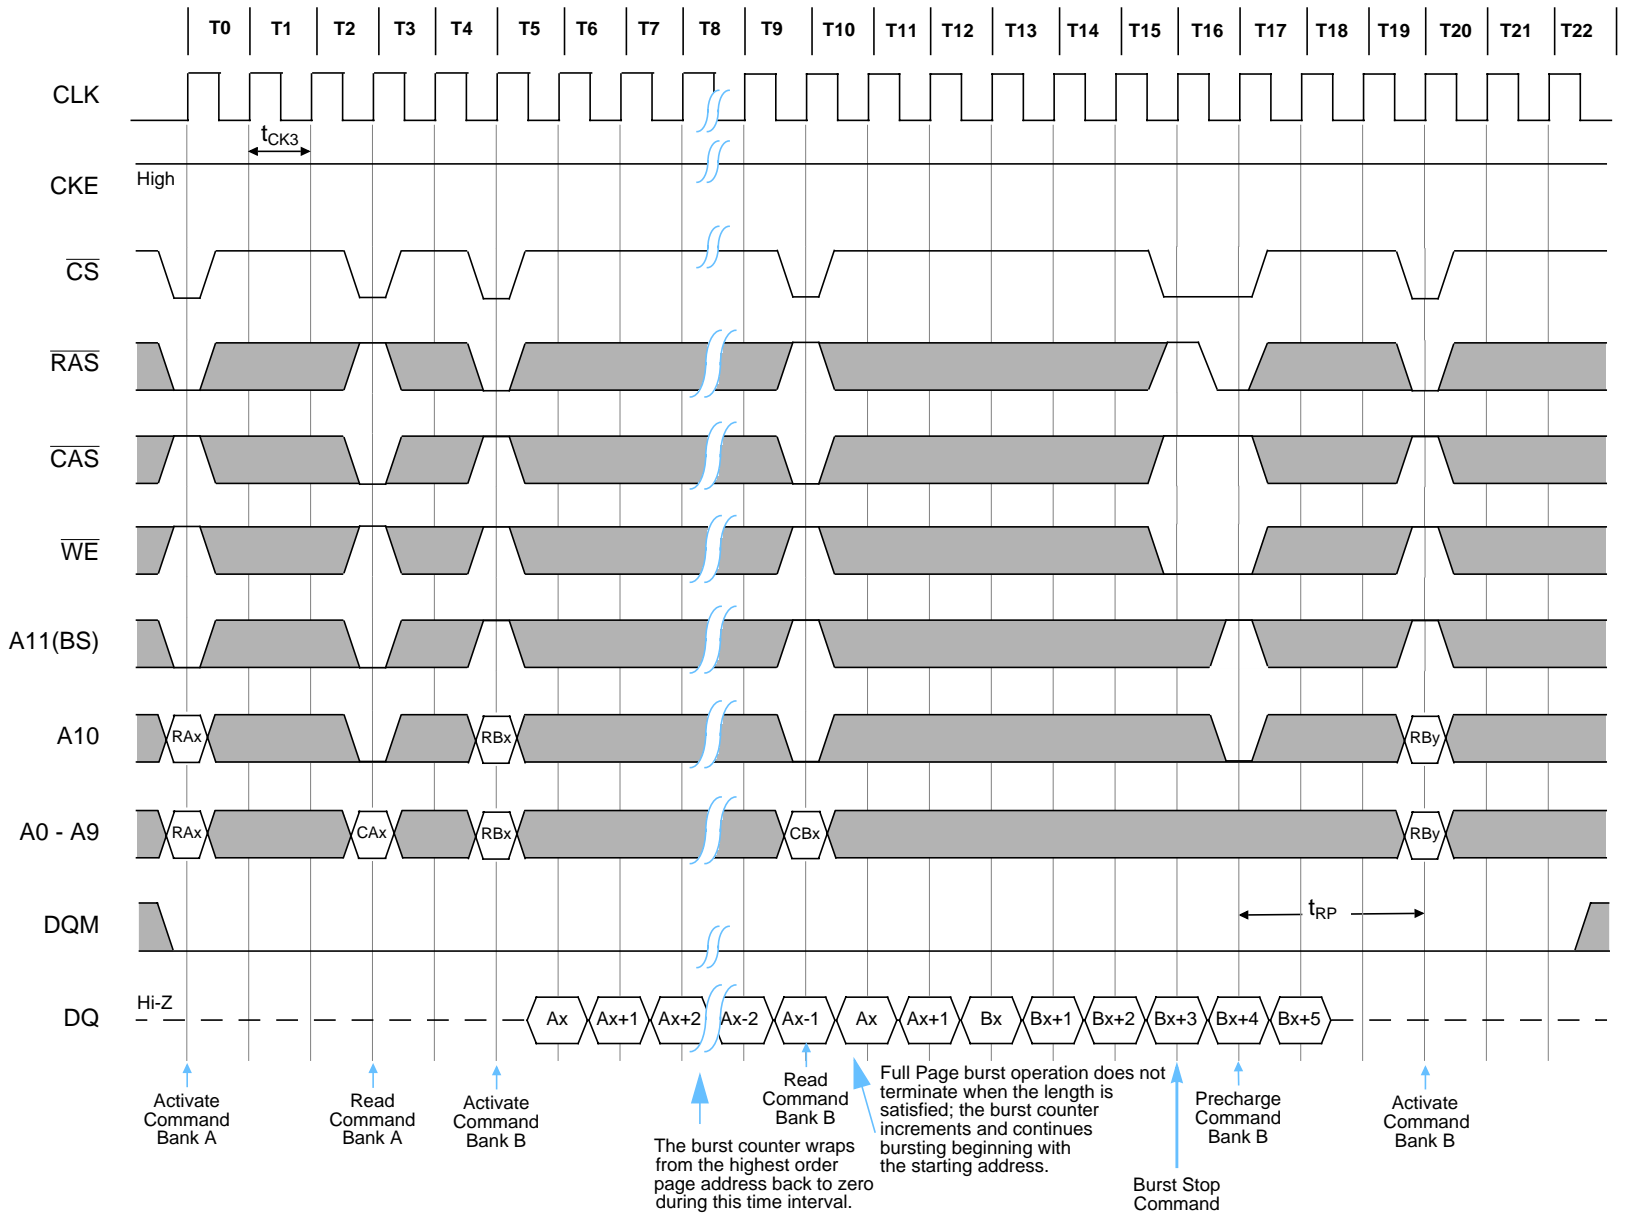 T0 T1 T2 T3 T4 T5 T6 T7 T8 T9 T10 T11 T12 T13 T14 T15 T16 T17 T18 T19 T20 T21 T22
CLK
tCK3
CKE
High
CS
RAS
CAS
WE
A11(BS)
A10
RAx RBx RBy
A0 - A9
RAx CAx RBx CBx RBy
DQM
tRP
DQ
Hi-Z
Ax Ax+1 Ax+2 Ax-2 Ax-1 Ax Ax+1 Bx Bx+1 Bx+2 Bx+3 Bx+4 Bx+5
Activate
Command
Bank A
Read
Command
Bank A
Activate
Command
Bank B
The burst counter wraps
from the highest order
page address back to zero
during this time interval.
Read
Command
Bank B
Full Page burst operation does not
terminate when the length is
satisfied; the burst counter
increments and continues
bursting beginning with
the starting address.
Burst Stop
Command
Precharge
Command
Bank B
Activate
Command
Bank B